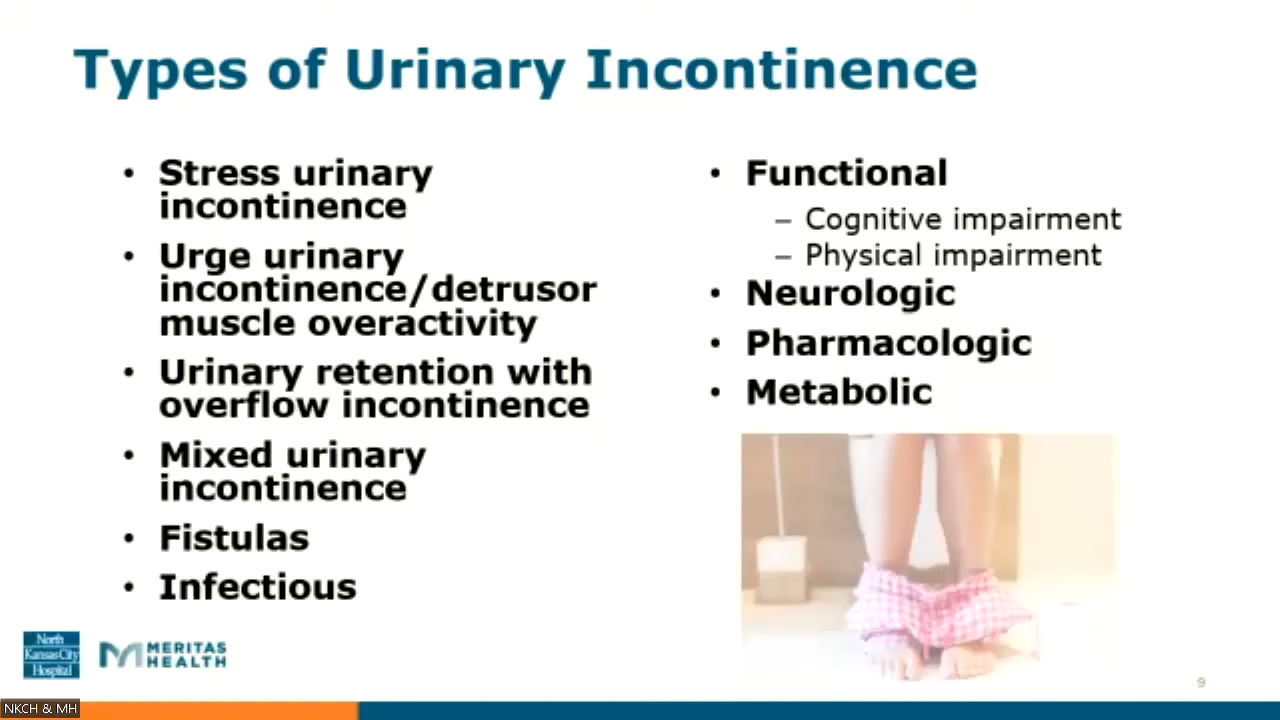 Types of Urinary Incontinence
• Stress urinary
incontinence
• Urge urinary
incontinence/detrusor
muscle overactivity
• Urinary retention with
overflow incontinence
• Mixed urinary
incontinence
• Fistulas
• Infectious
• Functional
– Cognitive impairment
– Physical impairment
• Neurologic
• Pharmacologic
• Metabolic
North
KansasCity
Hospital
MERITAS
HEALTH
9
NKCH & MH